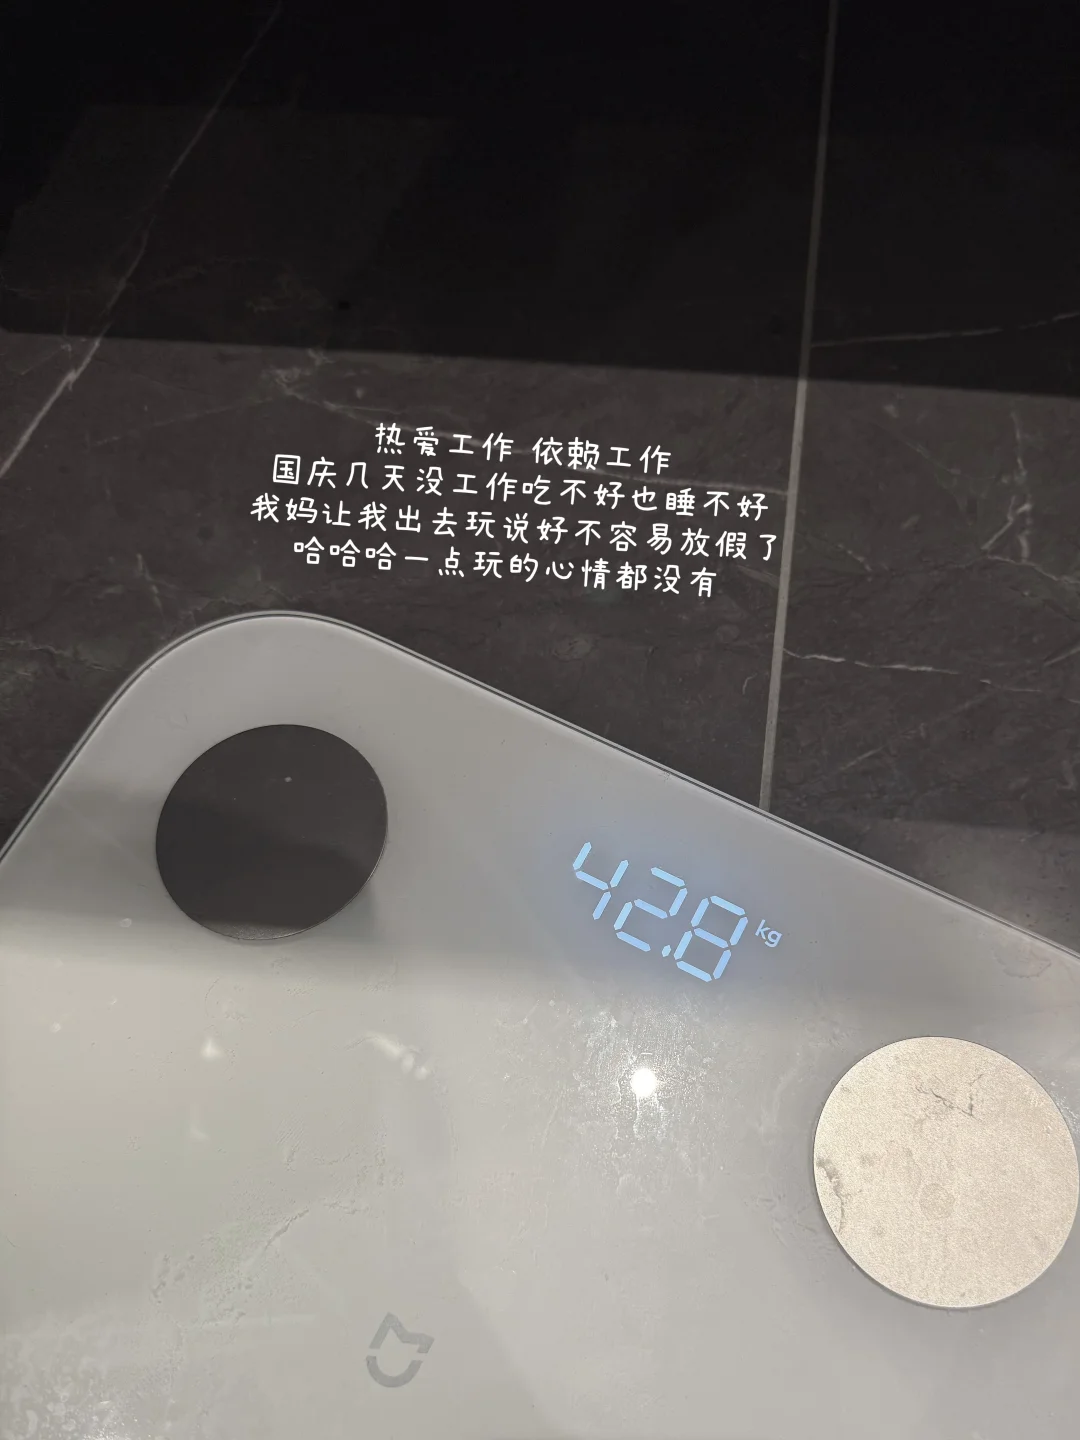 热爱工作 依赖工作
国庆几天没工作吃不好也睡不好
我妈让我出去玩说好不容易放假了
哈哈哈一点玩的心情都没有
42.8 kg